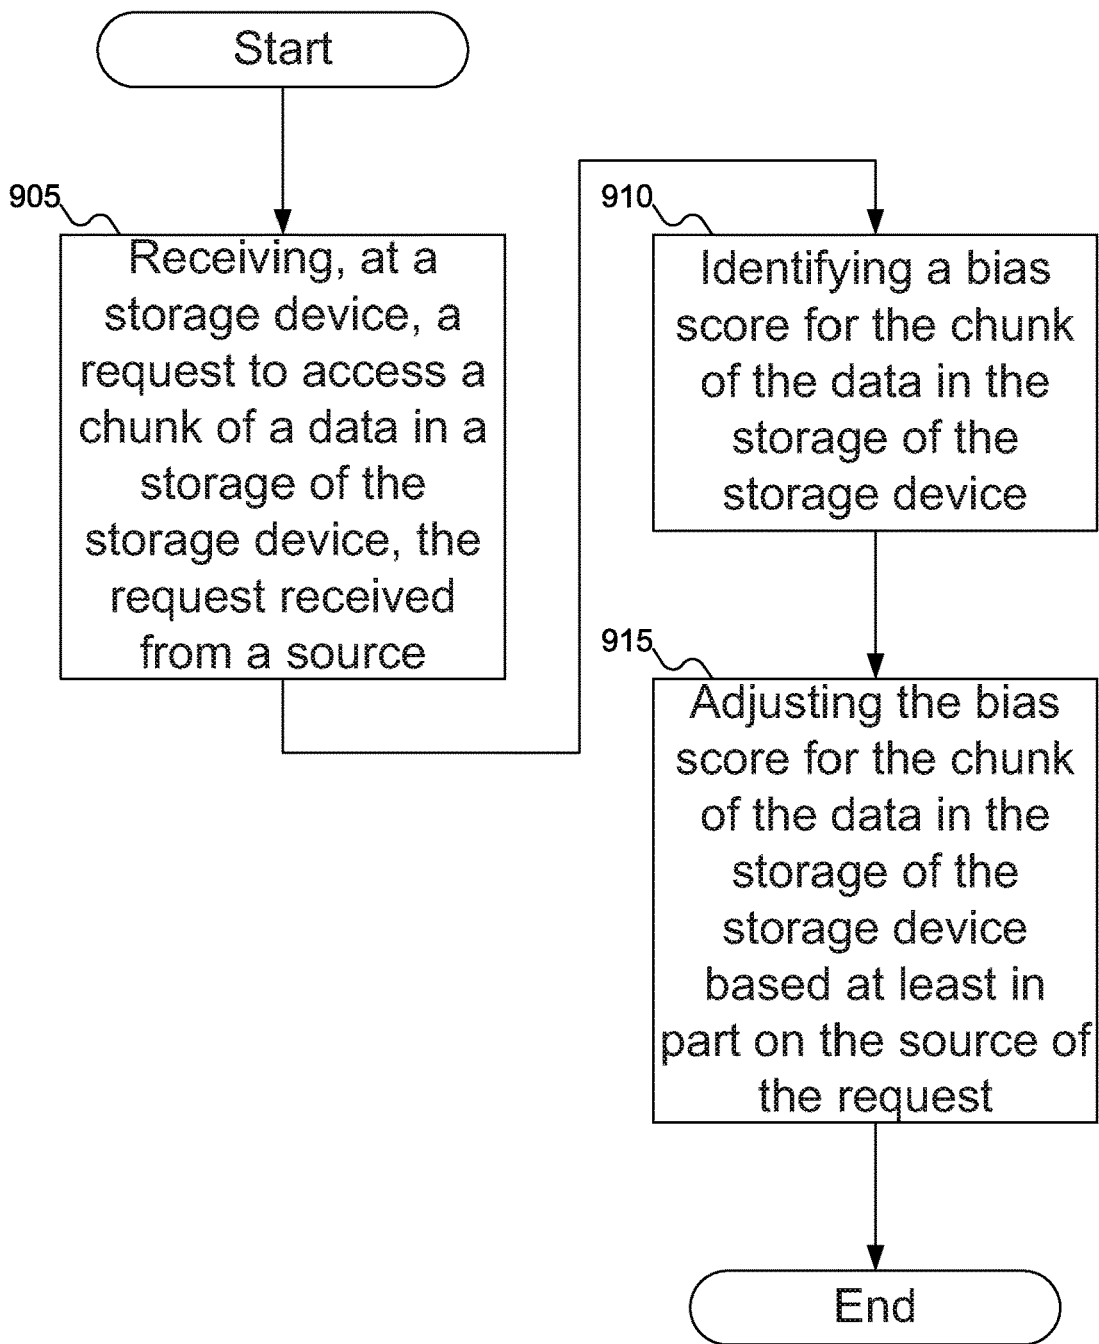 Start
905
Receiving, at a
storage device, a
request to access a
chunk of a data in a
storage of the
storage device, the
request received
from a source
910
Identifying a bias
score for the chunk
of the data in the
storage of the
storage device
915
Adjusting the bias
score for the chunk
of the data in the
storage of the
storage device
based at least in
part on the source of
the request
End